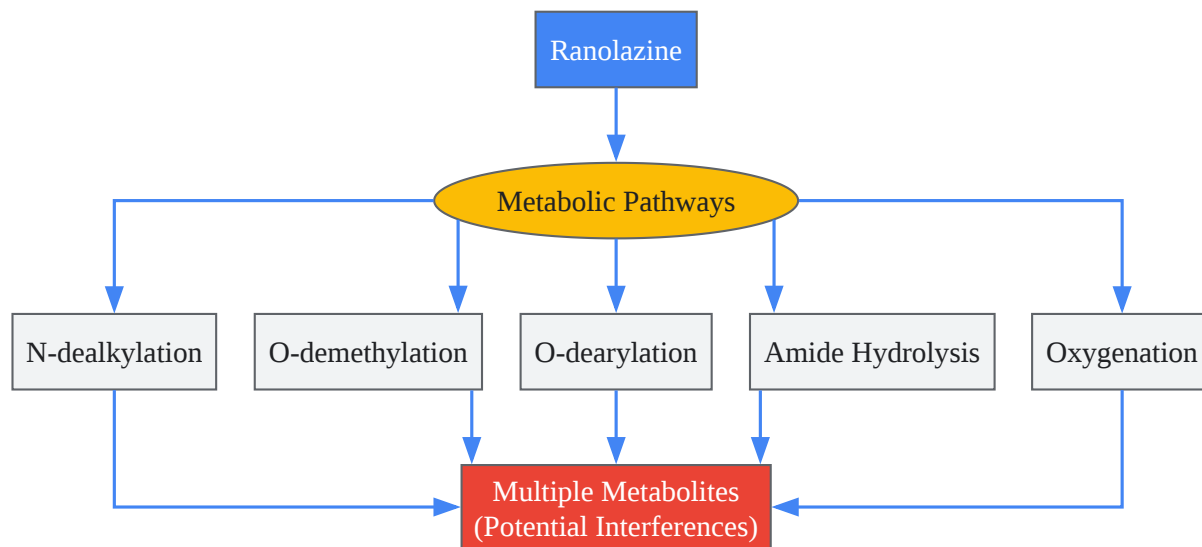 Ranolazine
Metabolic Pathways
N-dealkylation
O-demethylation
O-dearylation
Amide Hydrolysis
Oxygenation
Multiple Metabolites
(Potential Interferences)